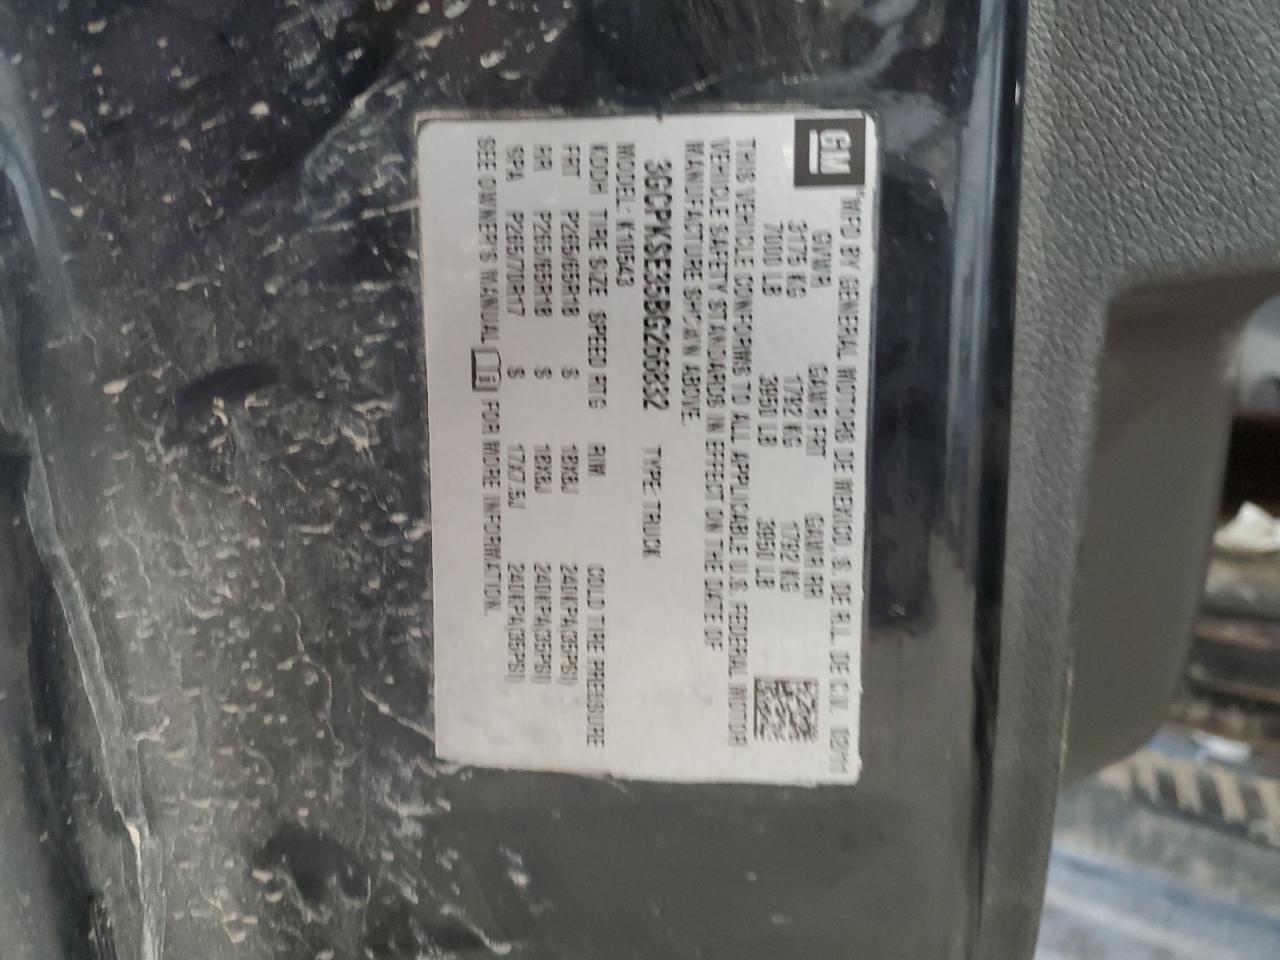 GM
MFD BY GENERAL MOTORS DE MEXICO, S. DE R.L. DE C.V. 02/11
GVWR GAWR FRT GAWR RR
3175 KG 1792 KG 1792 KG
7000 LB 3950 LB 3950 LB
THIS VEHICLE CONFORMS TO ALL APPLICABLE U.S. FEDERAL MOTOR
VEHICLE SAFETY STANDARDS IN EFFECT ON THE DATE OF
MANUFACTURE SHOWN ABOVE.
3GCPKSE35BG266832 TYPE: TRUCK
MODEL: K10543
KDDH TIRE SIZE SPEED RTG RIM COLD TIRE PRESSURE
FRT P265/65R18 S 18X8J 240KPA(35PSI)
RR P265/65R18 S 18X8J 240KPA(35PSI)
SPA P265/70R17 S 17X7.5J 240KPA(35PSI)
SEE OWNER'S MANUAL FOR MORE INFORMATION.